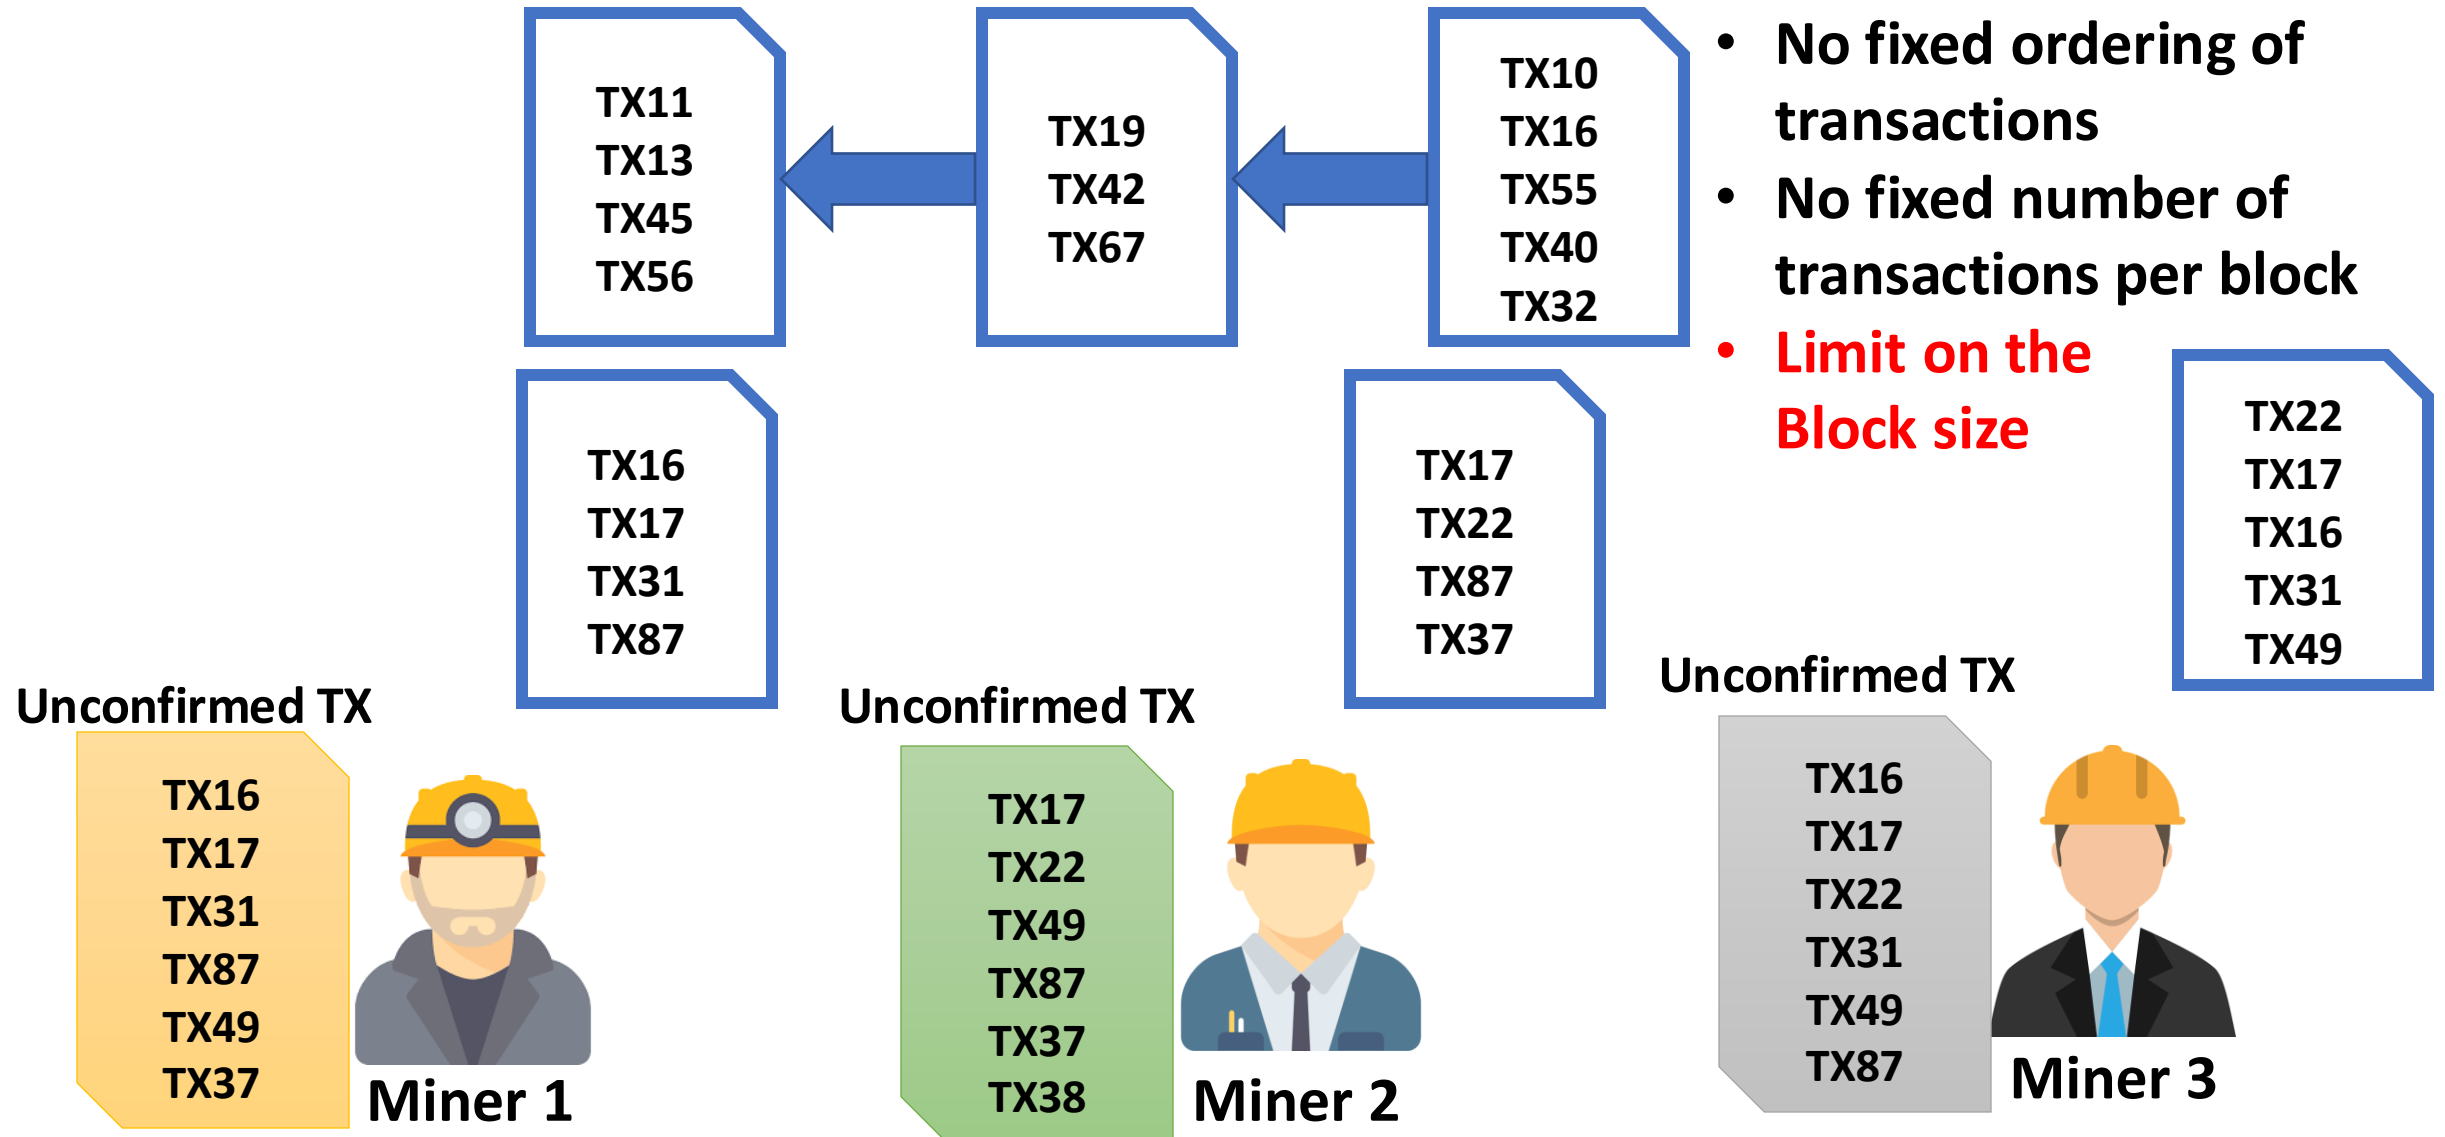 TX11
TX13
TX45
TX56
TX19
TX42
TX67
TX10
TX16
TX55
TX40
TX32
• No fixed ordering of
transactions
• No fixed number of
transactions per block
• Limit on the
Block size
TX16
TX17
TX31
TX87
TX17
TX22
TX87
TX37
TX22
TX17
TX16
TX31
TX49
Unconfirmed TX
TX16
TX17
TX31
TX87
TX49
TX37
Miner 1
Unconfirmed TX
TX17
TX22
TX49
TX87
TX37
TX38
Miner 2
Unconfirmed TX
TX16
TX17
TX22
TX31
TX49
TX87
Miner 3